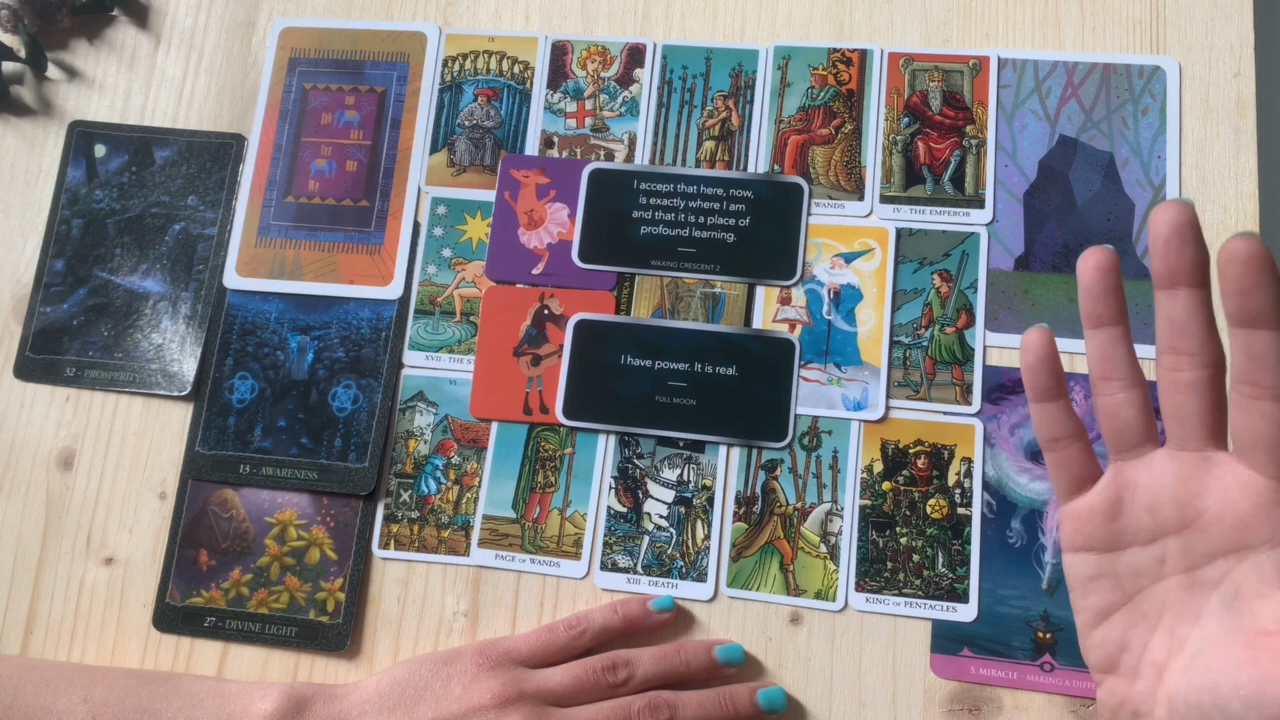 IX
IX
WANDS
IV - THE EMPEROR
I accept that here, now,
is exactly where I am
and that it is a place of
profound learning.
WAXING CRESCENT 2
32 - PROSPERITY
XVII - THE
JUSTIÇA
I have power. It is real.
FULL MOON
VI
13 - AWARENESS
PAGE OF WANDS
XIII - DEATH
KING OF PENTACLES
27 - DIVINE LIGHT
5. MIRACLE - MAKING A